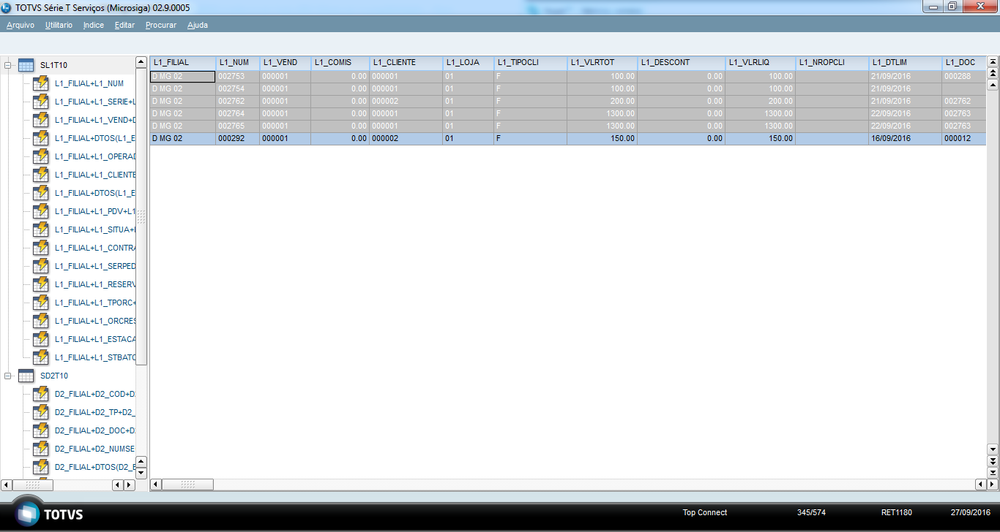 TOTVS Série T Serviços (Microsiga) 02.9.0005
Arquivo Utilitario Indice Editar Procurar Ajuda
SL1T10
L1_FILIAL+L1_NUM
L1_FILIAL+L1_SERIE+L
L1_FILIAL+L1_VEND+D
L1_FILIAL+DTOS(L1_E
L1_FILIAL+L1_OPERAD
L1_FILIAL+L1_CLIENTE
L1_FILIAL+DTOS(L1_E
L1_FILIAL+L1_PDV+L1
L1_FILIAL+L1_SITUA+
L1_FILIAL+L1_CONTRA
L1_FILIAL+L1_SERPED
L1_FILIAL+L1_RESERV
L1_FILIAL+L1_TPORC+
L1_FILIAL+L1_ORCRES
L1_FILIAL+L1_ESTACA
L1_FILIAL+L1_STBATC
SD2T10
D2_FILIAL+D2_COD+D
D2_FILIAL+D2_TP+D2_
D2_FILIAL+D2_DOC+D
D2_FILIAL+D2_NUMSE
D2_FILIAL+DTOS(D2_E
L1_FILIAL L1_NUM L1_VEND L1_COMIS L1_CLIENTE L1_LOJA L1_TIPOCLI L1_VLRTOT L1_DESCONT L1_VLRLIQ L1_NROPCLI L1_DTLIM L1_DOC
D MG 02 002753 000001 0.00 000001 01 F 100.00 0.00 100.00 21/09/2016 000288
D MG 02 002754 000001 0.00 000001 01 F 100.00 0.00 100.00 21/09/2016
D MG 02 002762 000001 0.00 000002 01 F 200.00 0.00 200.00 21/09/2016 002762
D MG 02 002764 000001 0.00 000001 01 F 1300.00 0.00 1300.00 22/09/2016 002763
D MG 02 002765 000001 0.00 000001 01 F 1300.00 0.00 1300.00 22/09/2016 002763
D MG 02 000292 000001 0.00 000002 01 F 150.00 0.00 150.00 16/09/2016 000012
TOTVS
Top Connect 345/574 RET1180 27/09/2016